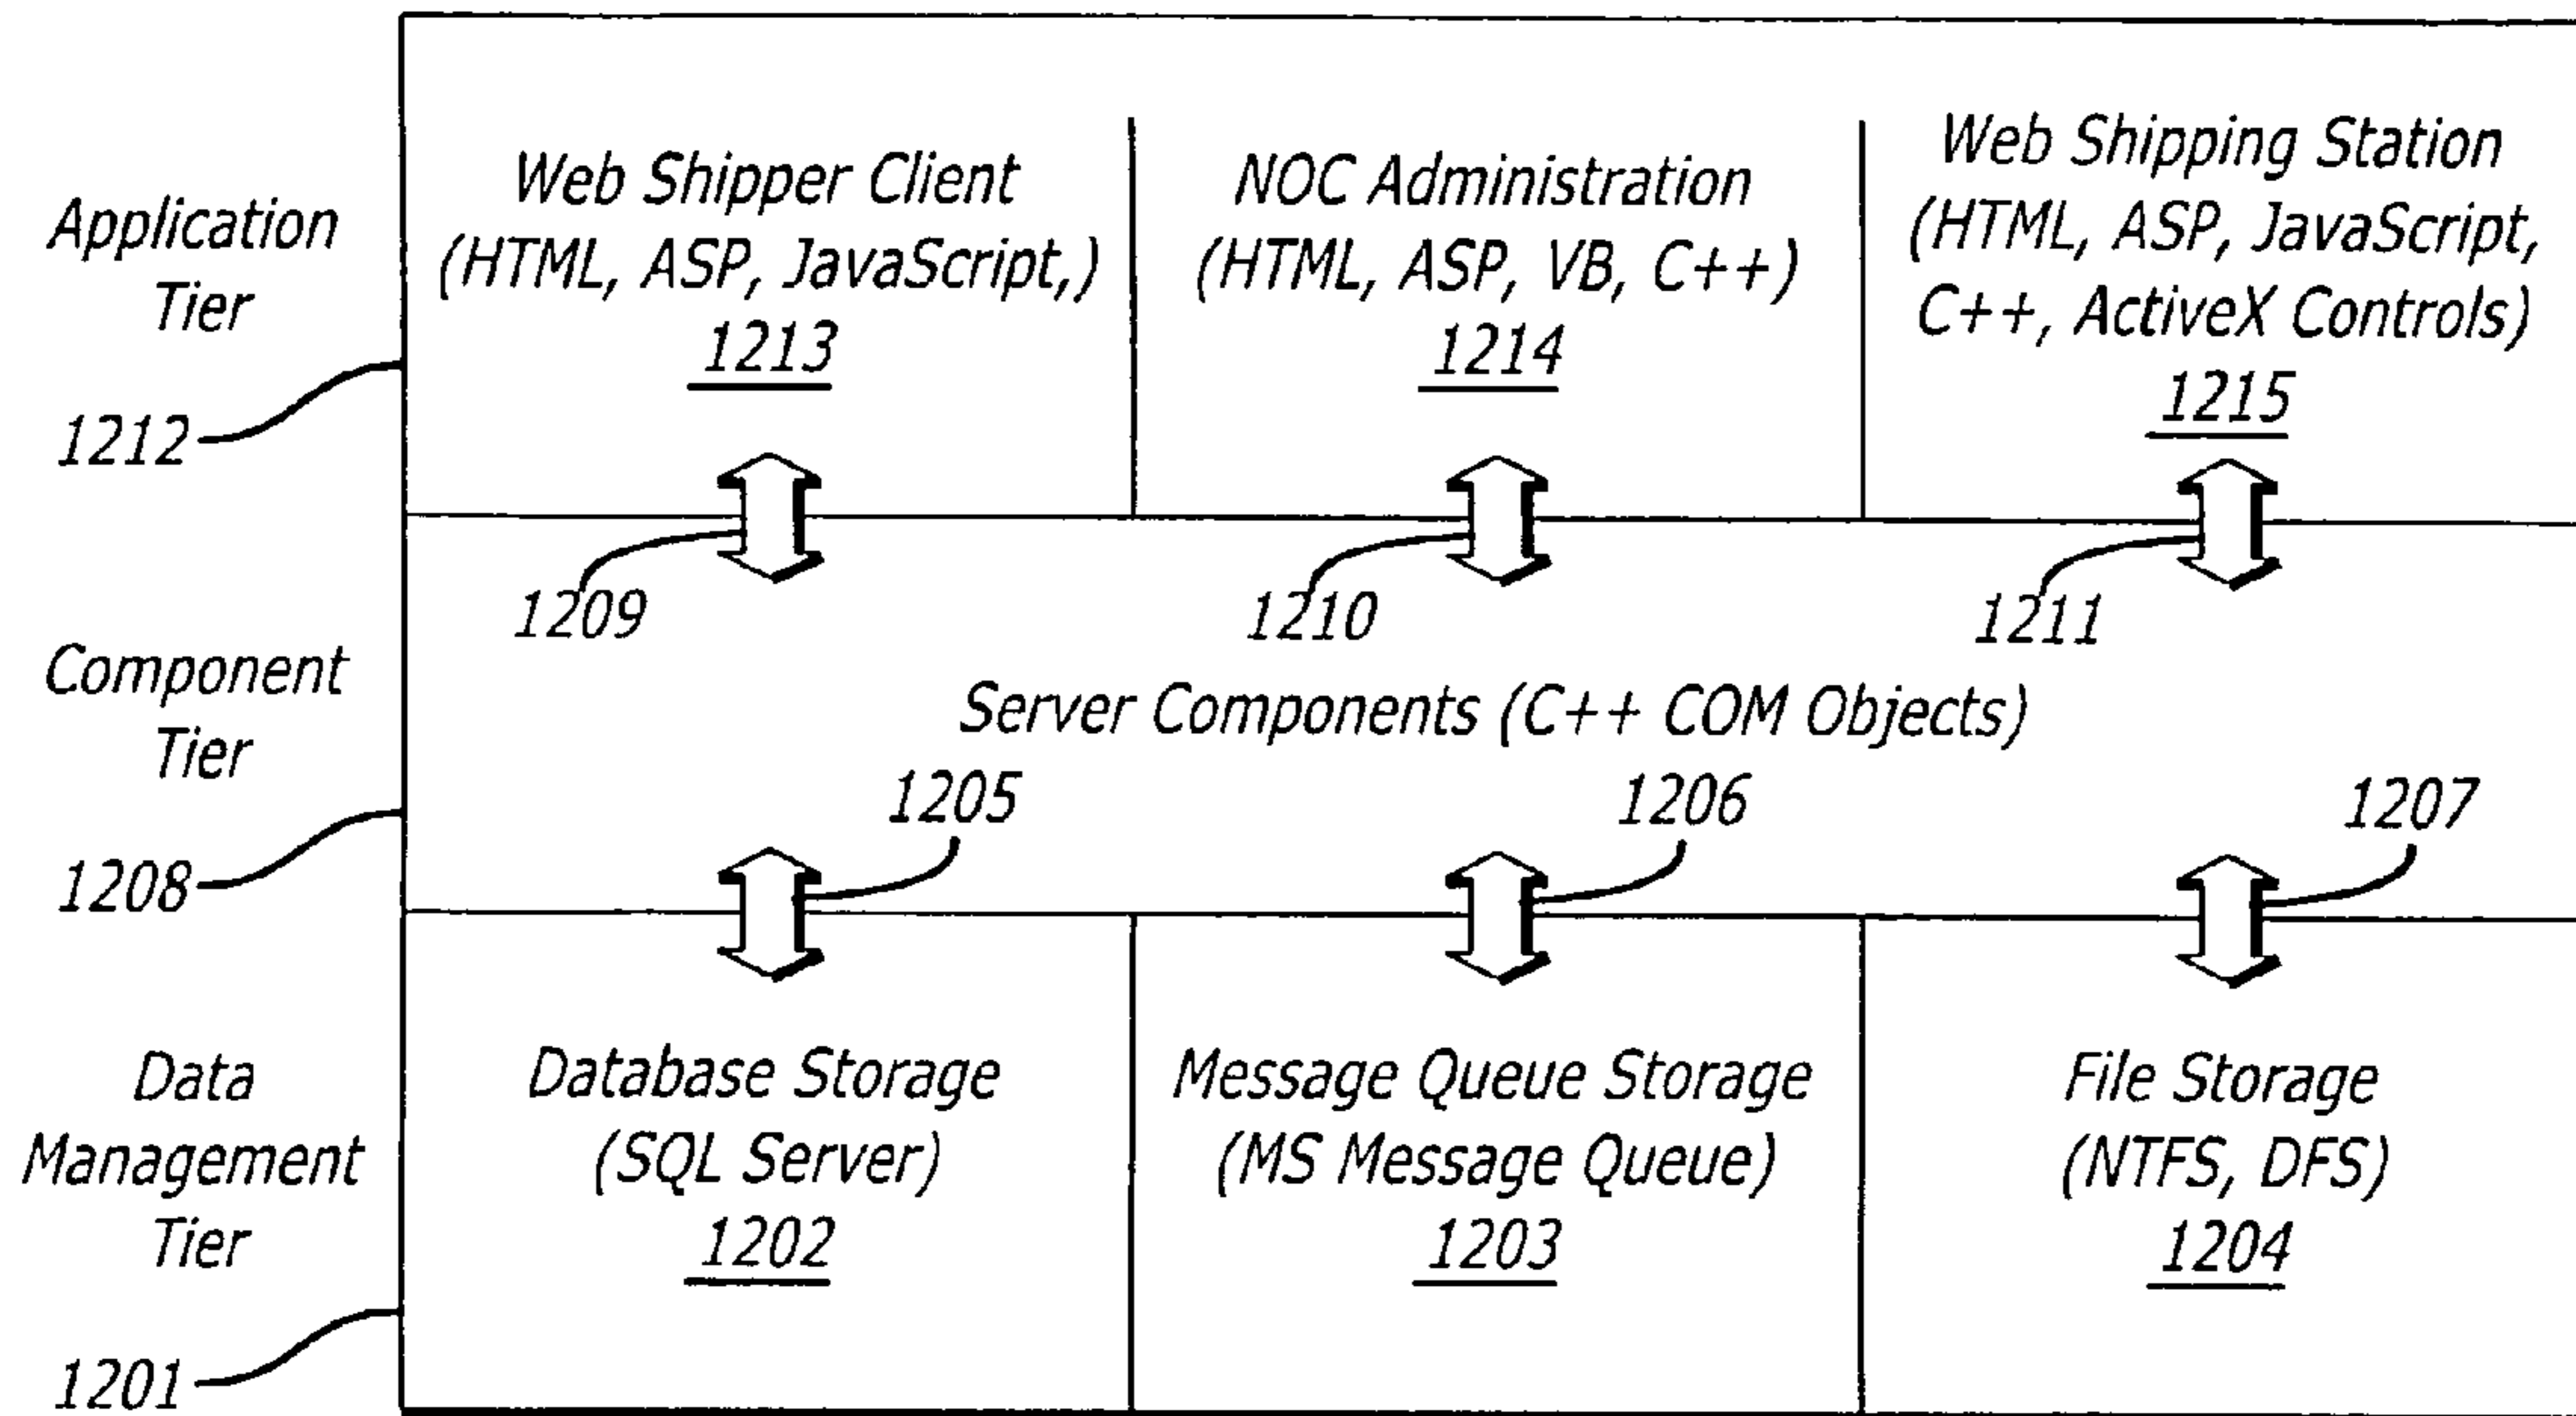 Application
Tier
1212
Web Shipper Client
(HTML, ASP, JavaScript,)
1213
NOC Administration
(HTML, ASP, VB, C++)
1214
Web Shipping Station
(HTML, ASP, JavaScript,
C++, ActiveX Controls)
1215
1209
1210
1211
Component
Tier
1208
Server Components (C++ COM Objects)
1205
1206
1207
Data
Management
Tier
1201
Database Storage
(SQL Server)
1202
Message Queue Storage
(MS Message Queue)
1203
File Storage
(NTFS, DFS)
1204